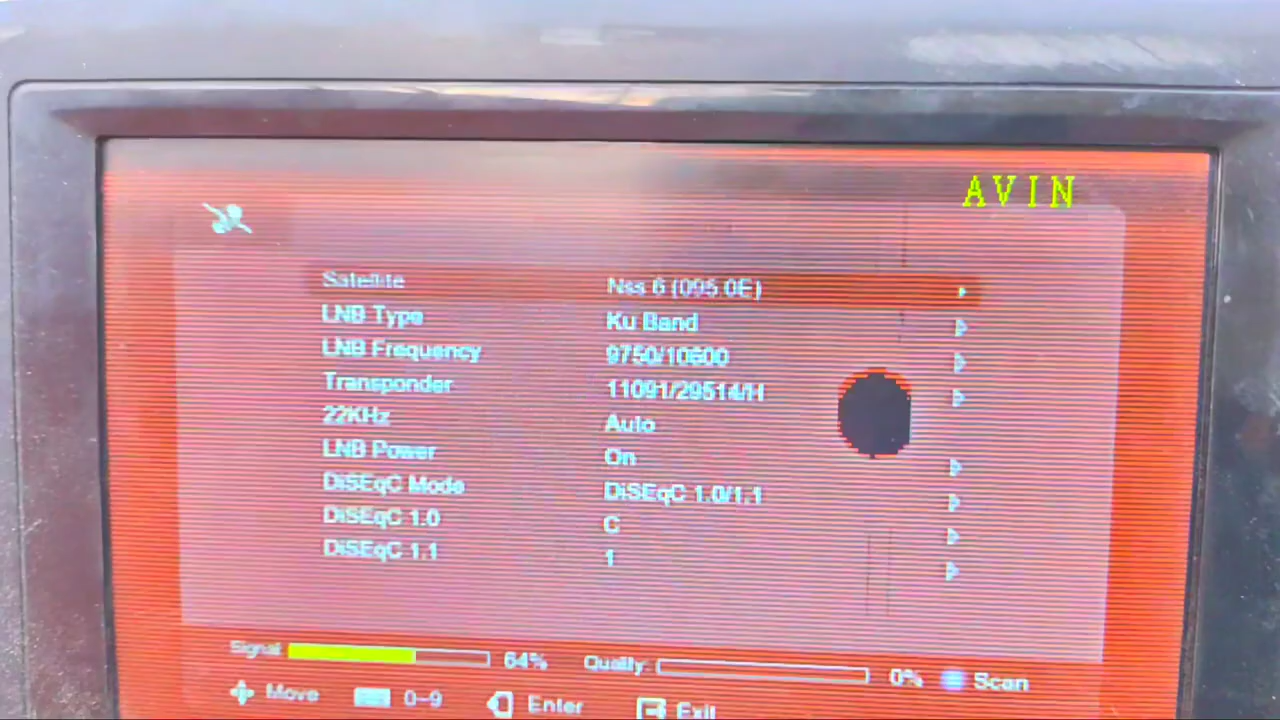 AVIN
Satellite Nss 6 (095.0E)
LNB Type Ku Band
LNB Frequency 9750/10600
Transponder 11091/29514/H
22KHz Auto
LNB Power On
DiSEqC Mode DiSEqC 1.0/1.1
DiSEqC 1.0 C
DiSEqC 1.1 1
Signal: 64% Quality: 0% Scan
Move 0-9 Enter Exit